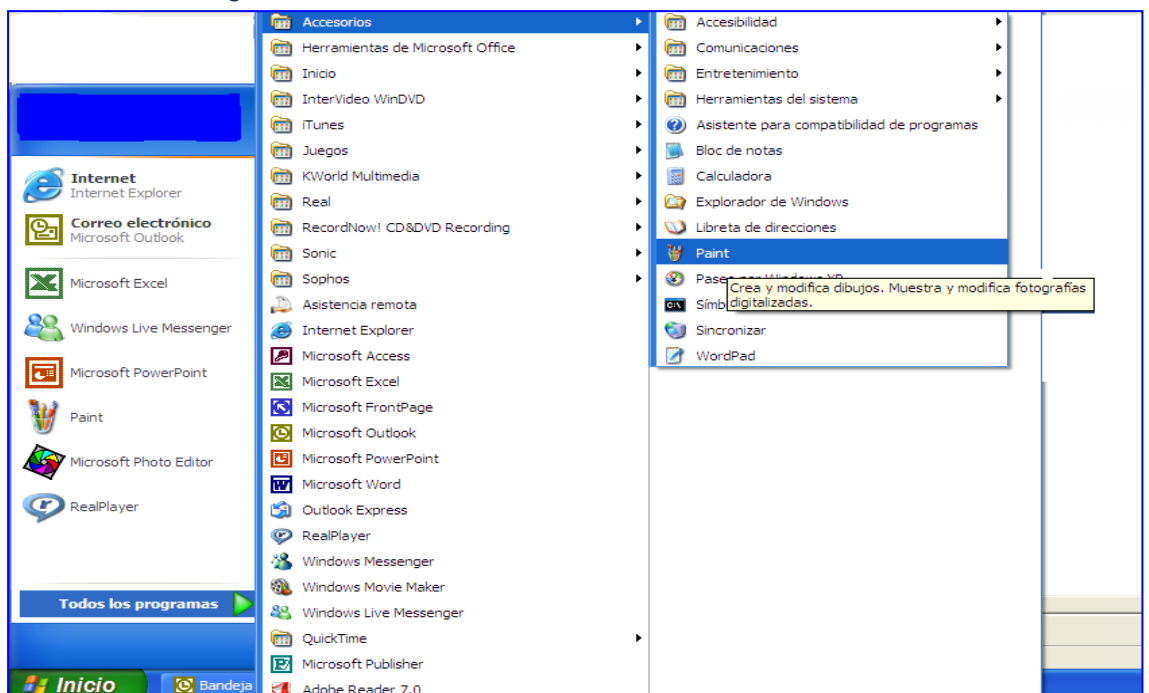 Internet
Internet Explorer
Correo electrónico
Microsoft Outlook
Microsoft Excel
Windows Live Messenger
Microsoft PowerPoint
Paint
Microsoft Photo Editor
RealPlayer
Todos los programas
Inicio
Bandeja
Accesorios
Herramientas de Microsoft Office
Inicio
InterVideo WinDVD
iTunes
Juegos
KWorld Multimedia
Real
RecordNow! CD&DVD Recording
Sonic
Sophos
Asistencia remota
Internet Explorer
Microsoft Access
Microsoft Excel
Microsoft FrontPage
Microsoft Outlook
Microsoft PowerPoint
Microsoft Word
Outlook Express
RealPlayer
Windows Messenger
Windows Movie Maker
Windows Live Messenger
QuickTime
Microsoft Publisher
Adobe Reader 7.0
Accesibilidad
Comunicaciones
Entretenimiento
Herramientas del sistema
Asistente para compatibilidad de programas
Bloc de notas
Calculadora
Explorador de Windows
Libreta de direcciones
Paint
Crea y modifica dibujos. Muestra y modifica fotografías
digitalizadas.
Sincronizar
WordPad